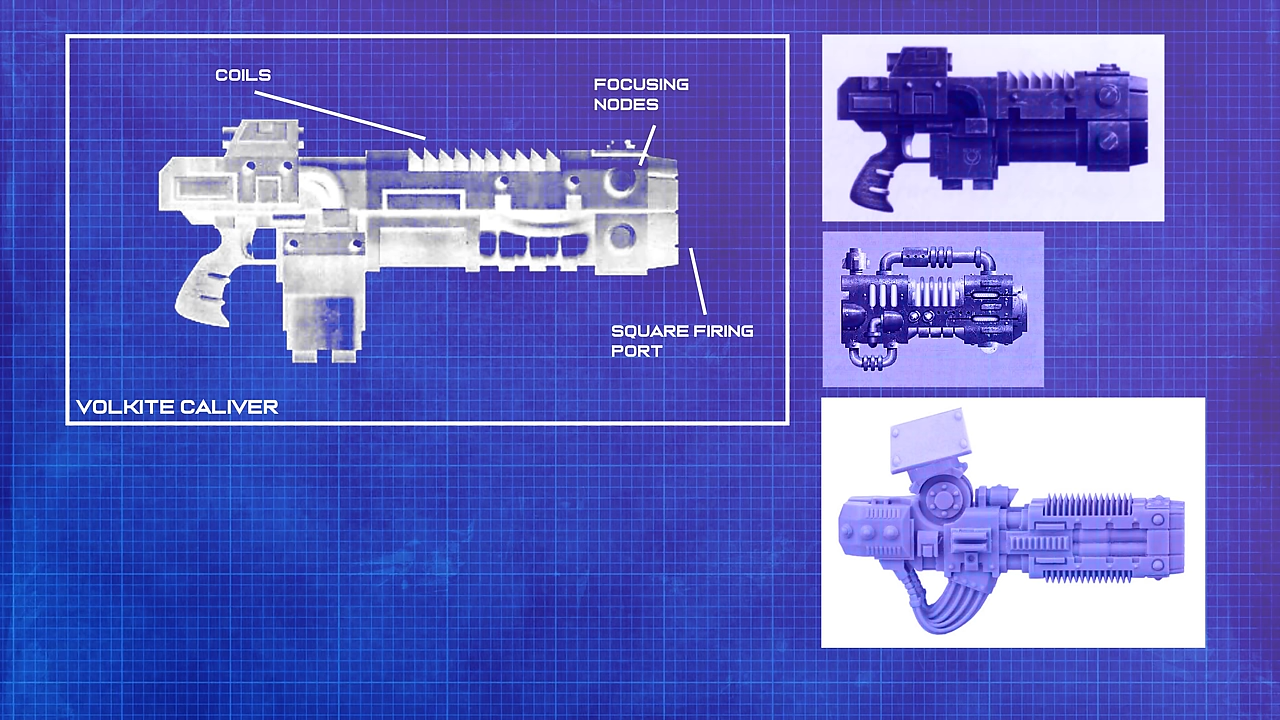 COILS
FOCUSING
NODES
SQUARE FIRING
PORT
VOLKITE CALIVER